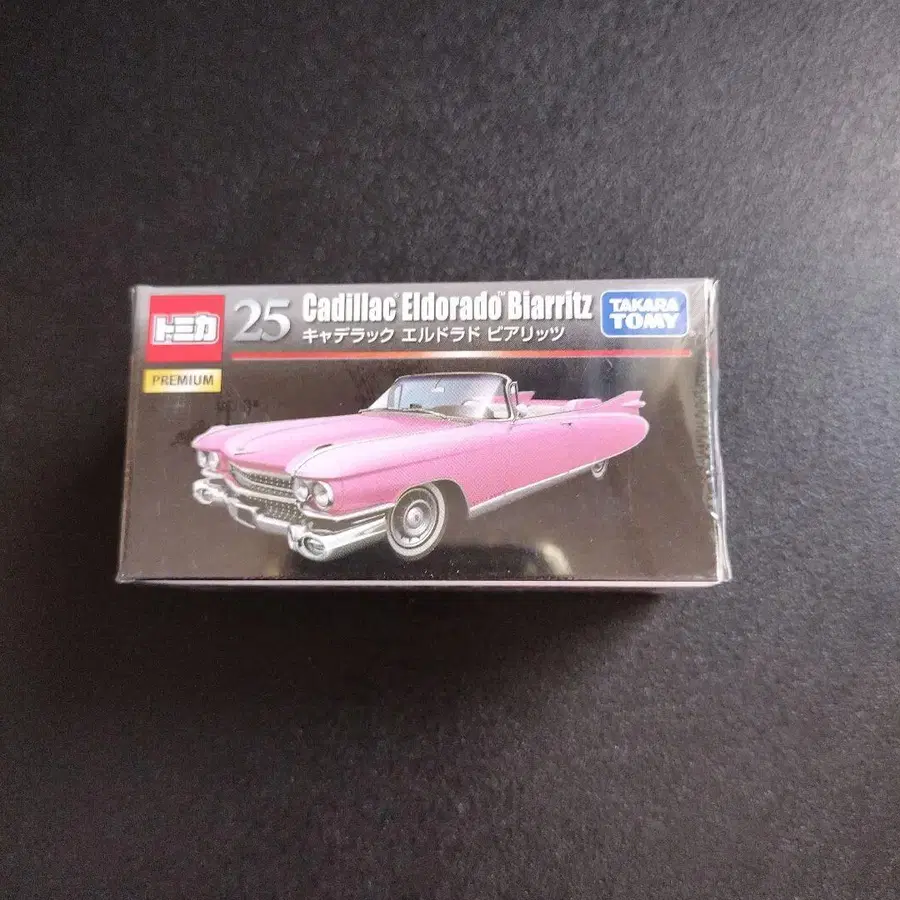 トミカ
PREMIUM
25
Cadillac® Eldorado™ Biarritz
キャデラック エルドラド ビアリッツ
TAKARA
TOMY